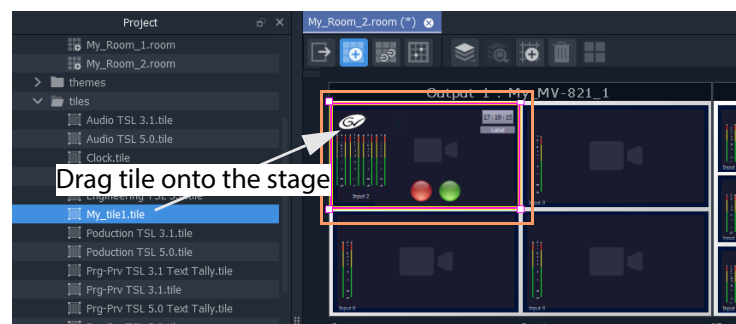 Project
My_Room_1.room
My_Room_2.room
themes
tiles
Audio TSL 3.1.tile
Audio TSL 5.0.tile
Clock.tile
My_tile1.tile
Poduction TSL 3.1.tile
Poduction TSL 5.0.tile
Prg-Prv TSL 3.1 Text Tally.tile
Prg-Prv TSL 3.1.tile
Prg-Prv TSL 5.0 Text Tally.tile
Drag tile onto the stage
My_Room_2.room (*)
Output 1 : My_MV-821_1
GV
17:19:15
Label
Input 2